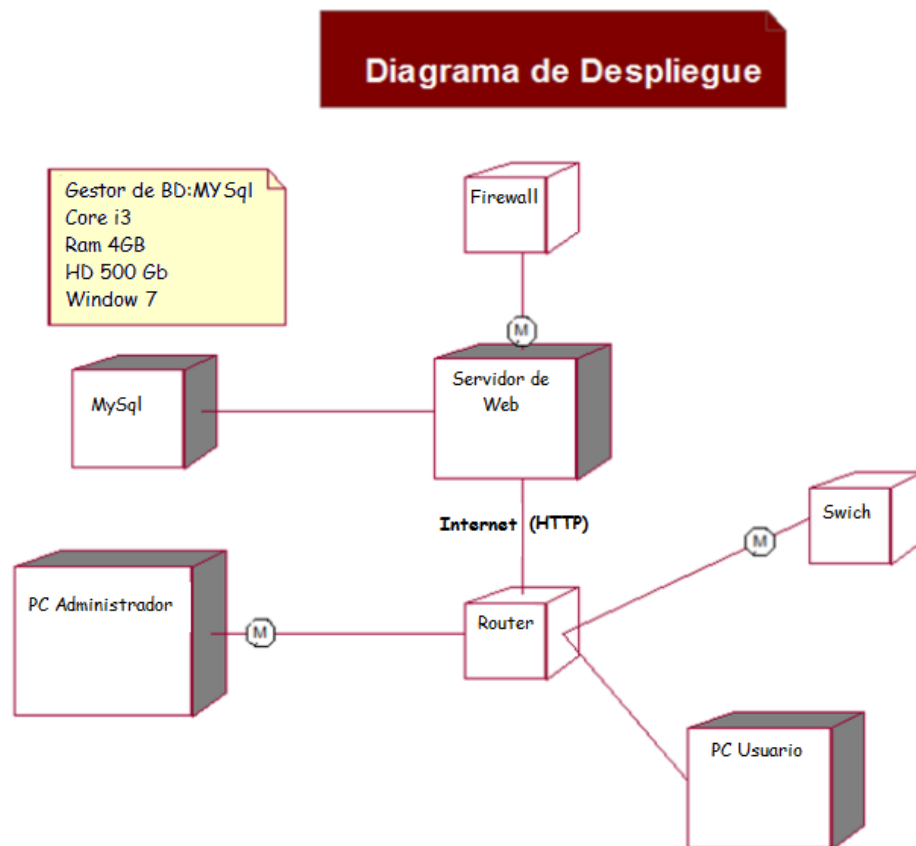 Diagrama de Despliegue
Gestor de BD:MYSql
Core i3
Ram 4GB
HD 500 Gb
Window 7
Firewall
M
Servidor de
Web
MySql
Internet (HTTP)
Swich
M
PC Administrador
M
Router
PC Usuario